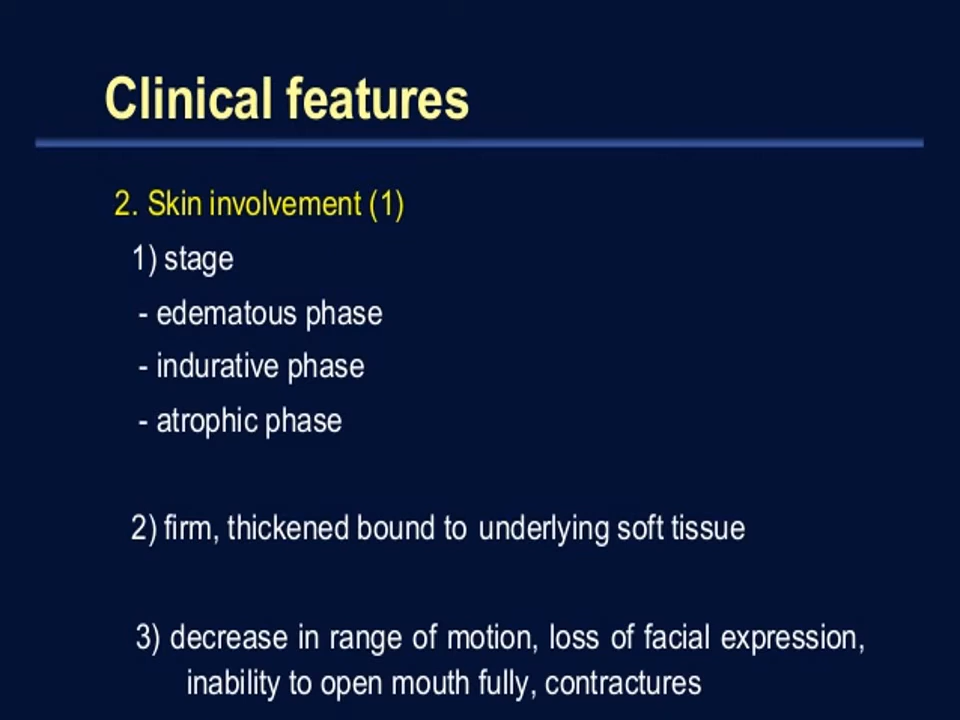 Clinical features
2. Skin involvement (1)
1) stage
- edematous phase
- indurative phase
- atrophic phase
2) firm, thickened bound to underlying soft tissue
3) decrease in range of motion, loss of facial expression,
inability to open mouth fully, contractures